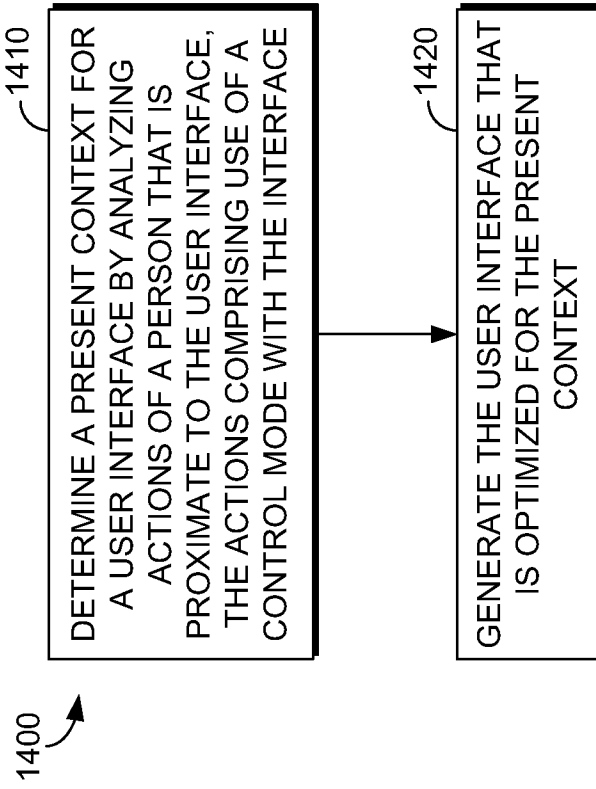 1400
1410
DETERMINE A PRESENT CONTEXT FOR
A USER INTERFACE BY ANALYZING
ACTIONS OF A PERSON THAT IS
PROXIMATE TO THE USER INTERFACE,
THE ACTIONS COMPRISING USE OF A
CONTROL MODE WITH THE INTERFACE
1420
GENERATE THE USER INTERFACE THAT
IS OPTIMIZED FOR THE PRESENT
CONTEXT